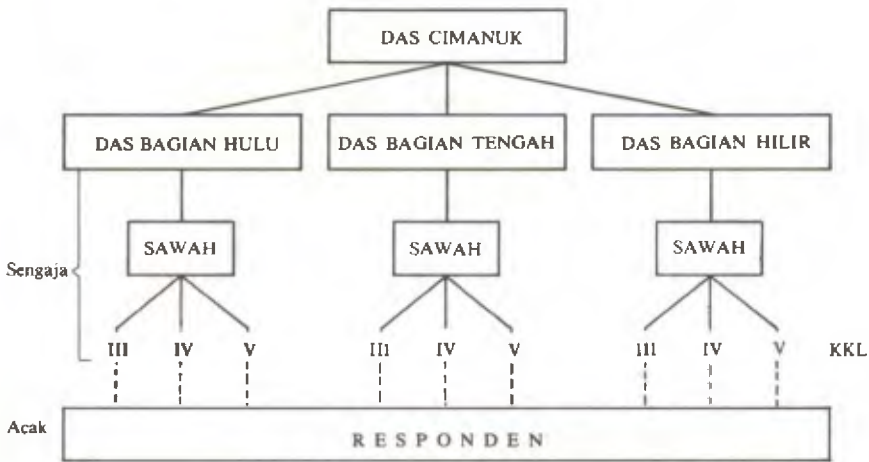 DAS CIMANUK
DAS BAGIAN HULU DAS BAGIAN TENGAH DAS BAGIAN HILIR
SAWAH SAWAH SAWAH
Sengaja
III IV V III IV V III IV V KKL
Acak
RESPONDEN